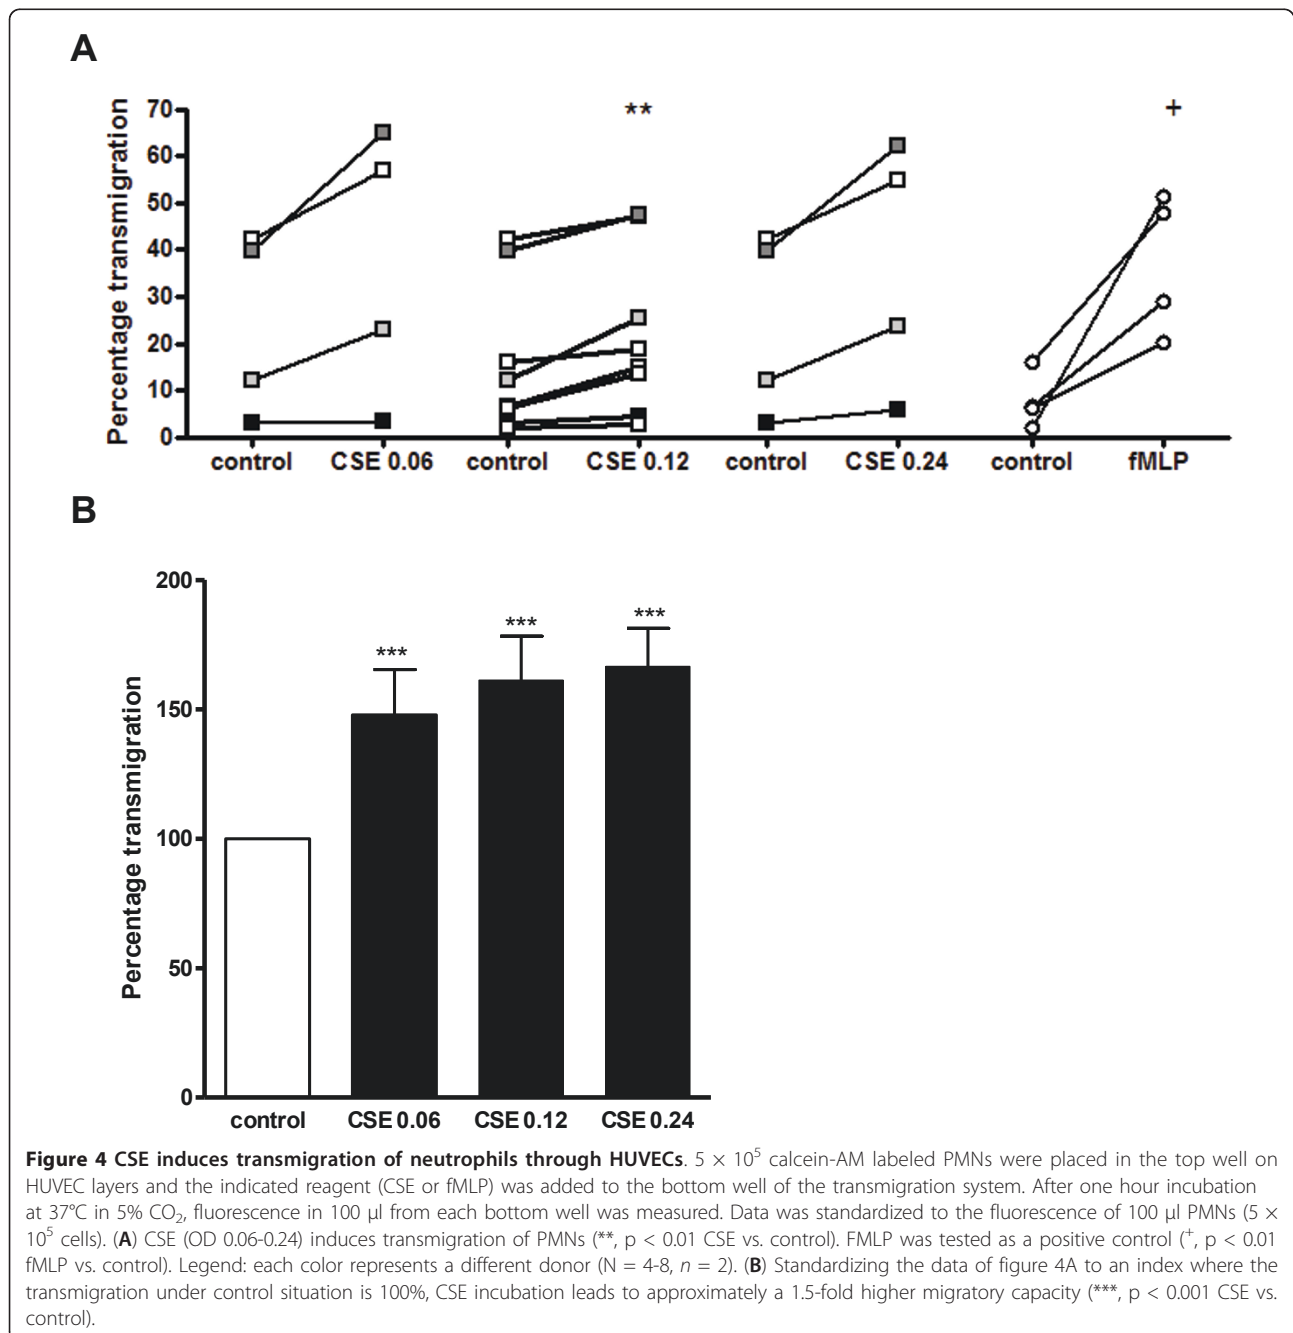 A
Percentage transmigration
70
60
50
40
30
20
10
0
**
+
control CSE 0.06 control CSE 0.12 control CSE 0.24 control fMLP
B
Percentage transmigration
200
150
100
50
0
*** *** ***
control CSE 0.06 CSE 0.12 CSE 0.24
Figure 4 CSE induces transmigration of neutrophils through HUVECs. 5 × 10⁵ calcein-AM labeled PMNs were placed in the top well on
HUVEC layers and the indicated reagent (CSE or fMLP) was added to the bottom well of the transmigration system. After one hour incubation
at 37°C in 5% CO₂, fluorescence in 100 μl from each bottom well was measured. Data was standardized to the fluorescence of 100 μl PMNs (5 ×
10⁵ cells). (A) CSE (OD 0.06-0.24) induces transmigration of PMNs (**, p < 0.01 CSE vs. control). FMLP was tested as a positive control (⁺, p < 0.01
fMLP vs. control). Legend: each color represents a different donor (N = 4-8, n = 2). (B) Standardizing the data of figure 4A to an index where the
transmigration under control situation is 100%, CSE incubation leads to approximately a 1.5-fold higher migratory capacity (***, p < 0.001 CSE vs.
control).